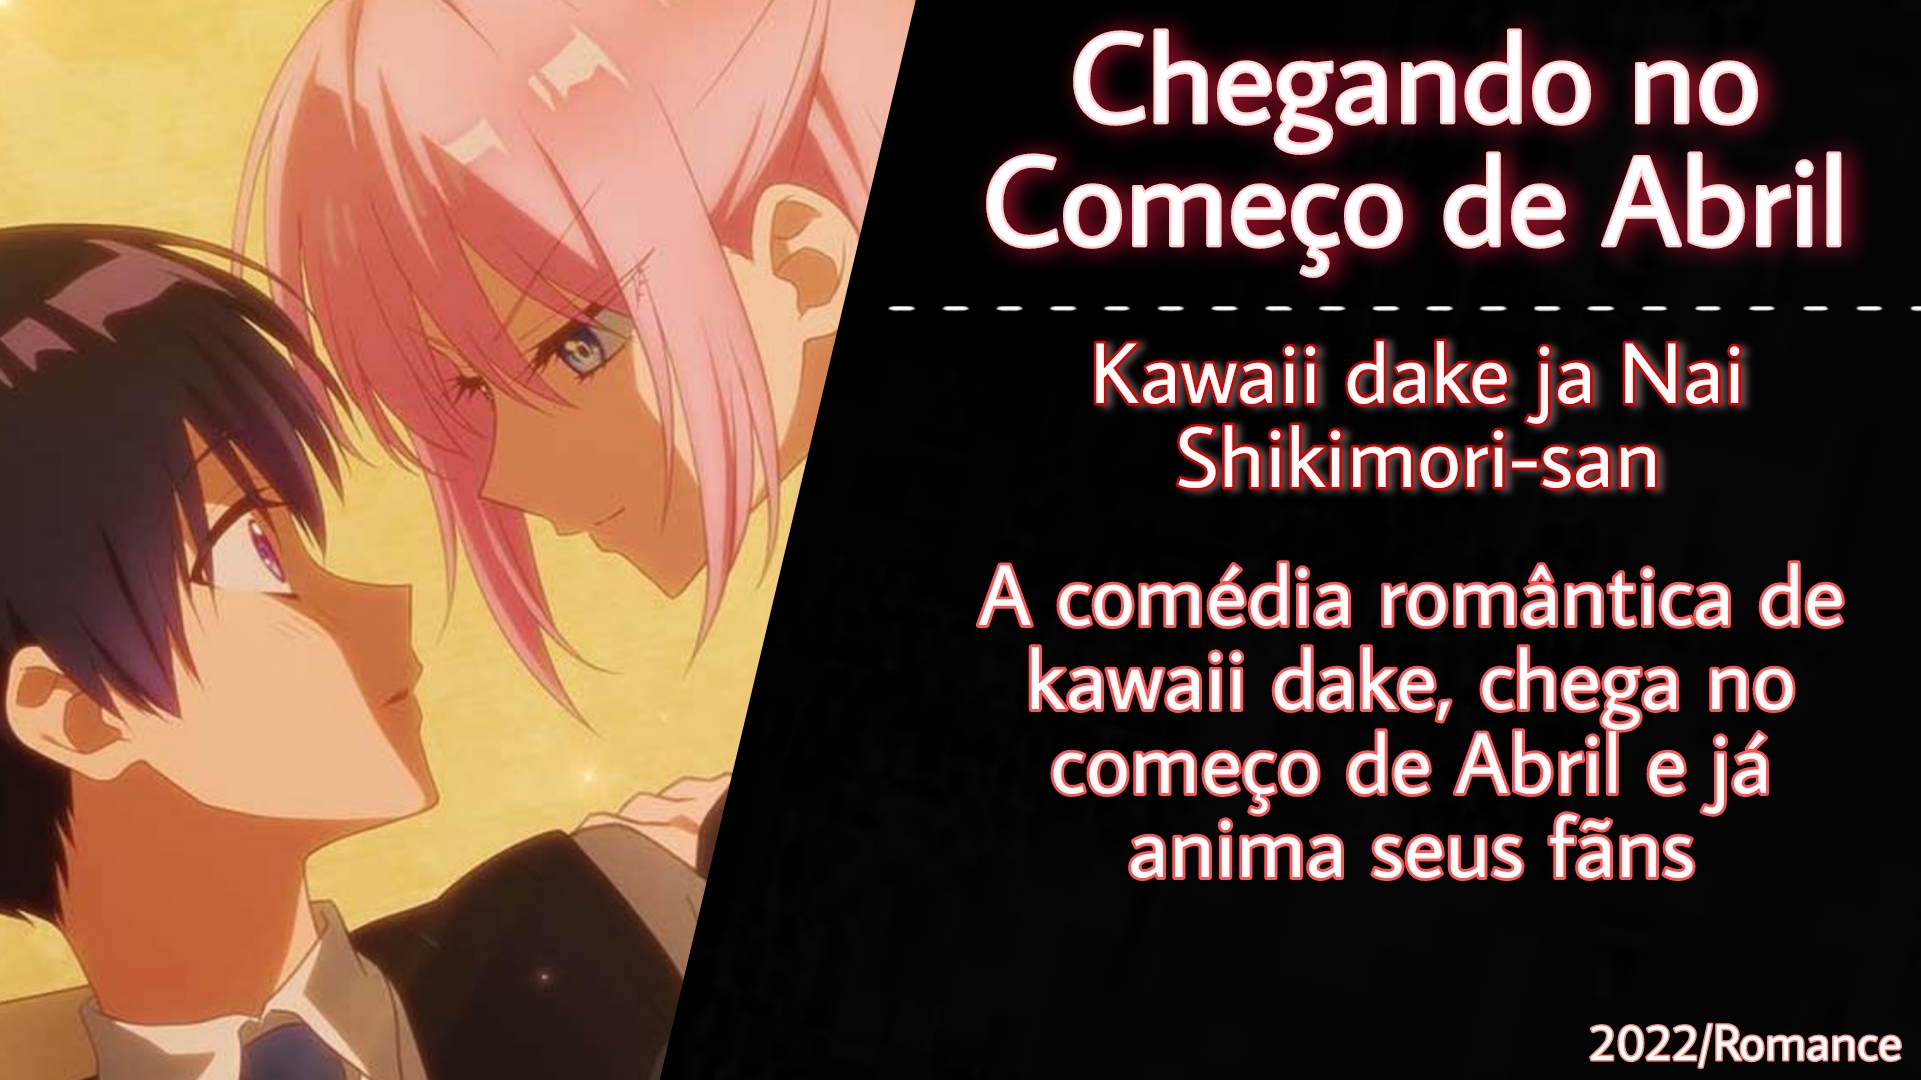 Chegando no
Começo de Abril
Kawaii dake ja Nai
Shikimori-san
A comédia romântica de
kawaii dake, chega no
começo de Abril e já
anima seus fãns
2022/Romance